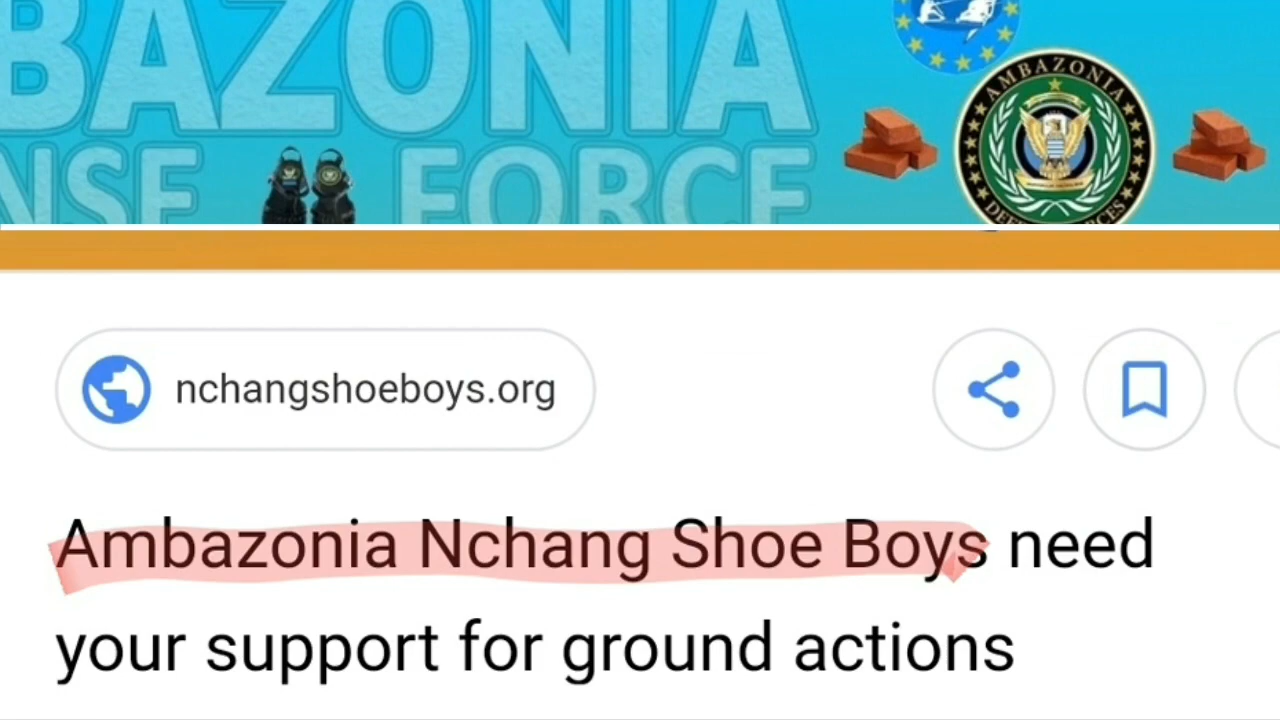 BAZONIA
NSE FORCE
AMBAZONIA
nchangshoeboys.org
Ambazonia Nchang Shoe Boys need
your support for ground actions